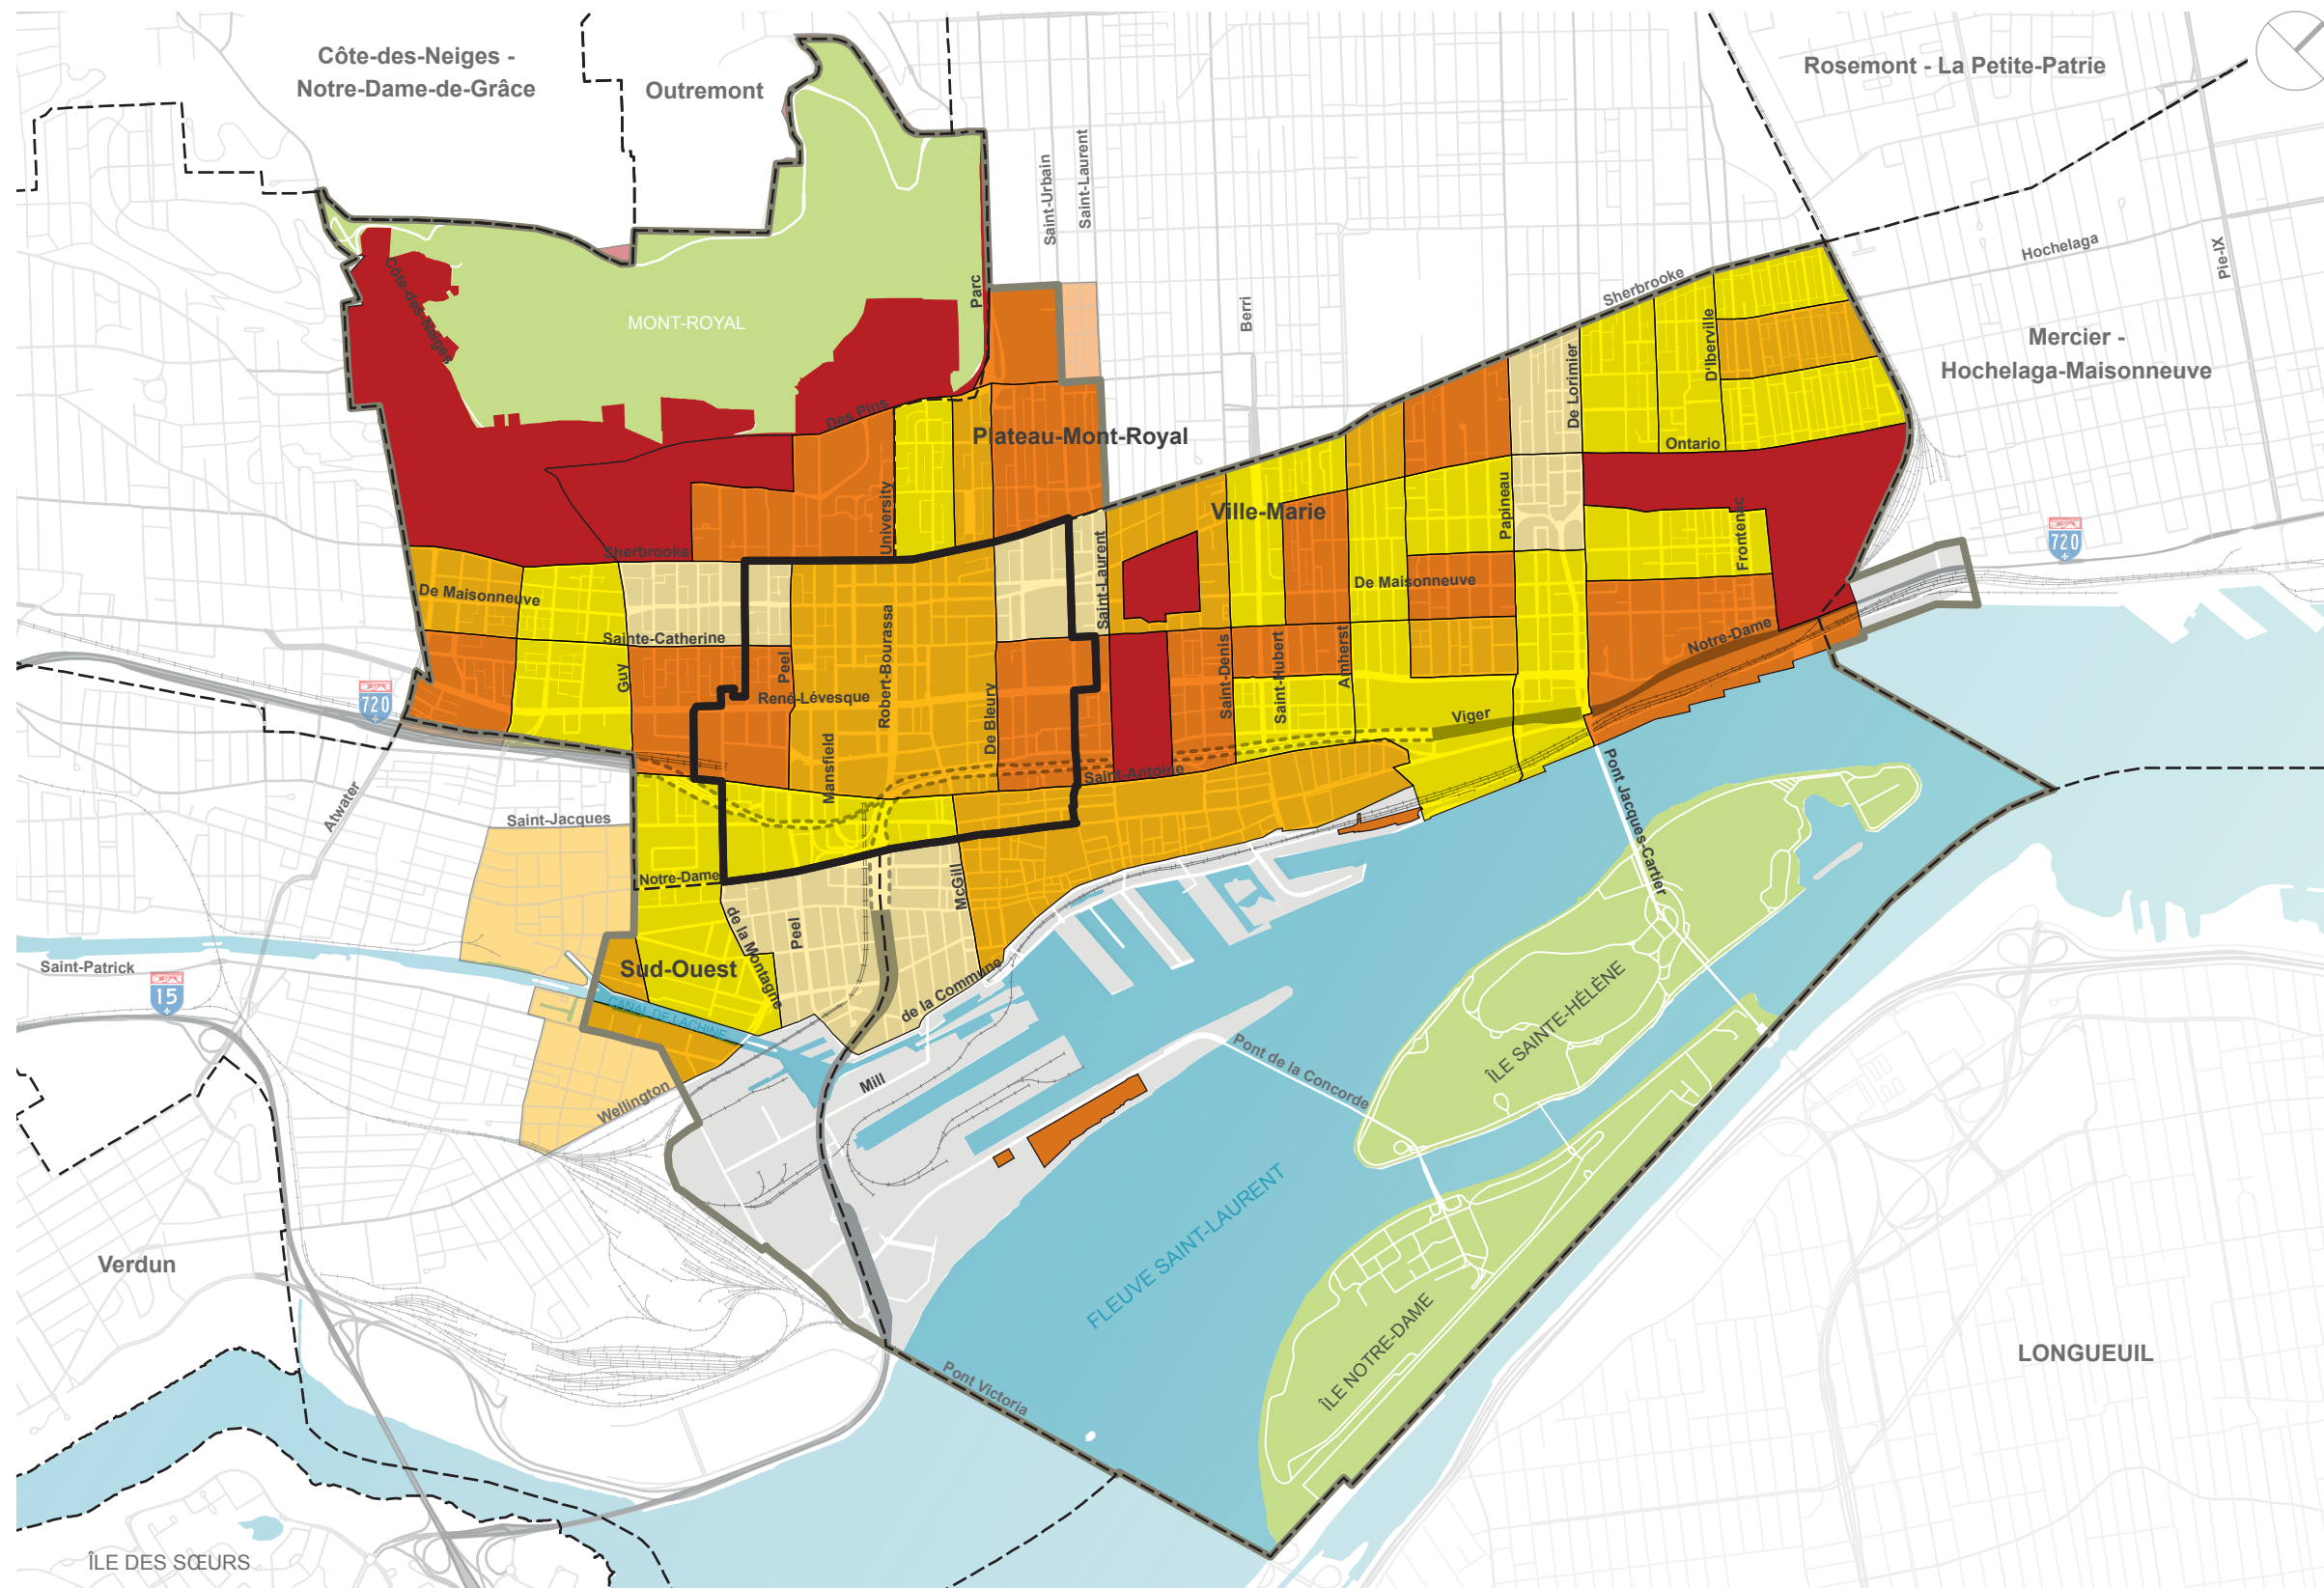 Côte-des-Neiges -
Notre-Dame-de-Grâce
Outremont
Rosemont - La Petite-Patrie
Saint-Urbain
Saint-Laurent
Hochelaga
Pie-IX
Côte-des-Neiges
Parc
Berri
Sherbrooke
MONT-ROYAL
D'Iberville
De Lorimier
Mercier -
Hochelaga-Maisonneuve
Des Pins
Plateau-Mont-Royal
Ontario
University
Ville-Marie
Papineau
Frontenac
720
Sherbrooke
Saint-Laurent
De Maisonneuve
De Maisonneuve
Sainte-Catherine
Guy
Peel
Robert-Bourassa
Saint-Denis
Saint-Hubert
Amherst
Notre-Dame
720
René-Lévesque
De Bleury
Viger
Mansfield
Saint-Antoine
Atwater
Saint-Jacques
Pont Jacques-Cartier
Notre-Dame
McGill
de la Montagne
Peel
Saint-Patrick
15
Sud-Ouest
de la Commune
CANAL DE LACHINE
ÎLE SAINTE-HÉLÈNE
Pont de la Concorde
Mill
Wellington
FLEUVE SAINT-LAURENT
Verdun
ÎLE NOTRE-DAME
LONGUEUIL
Pont Victoria
ÎLE DES SŒURS